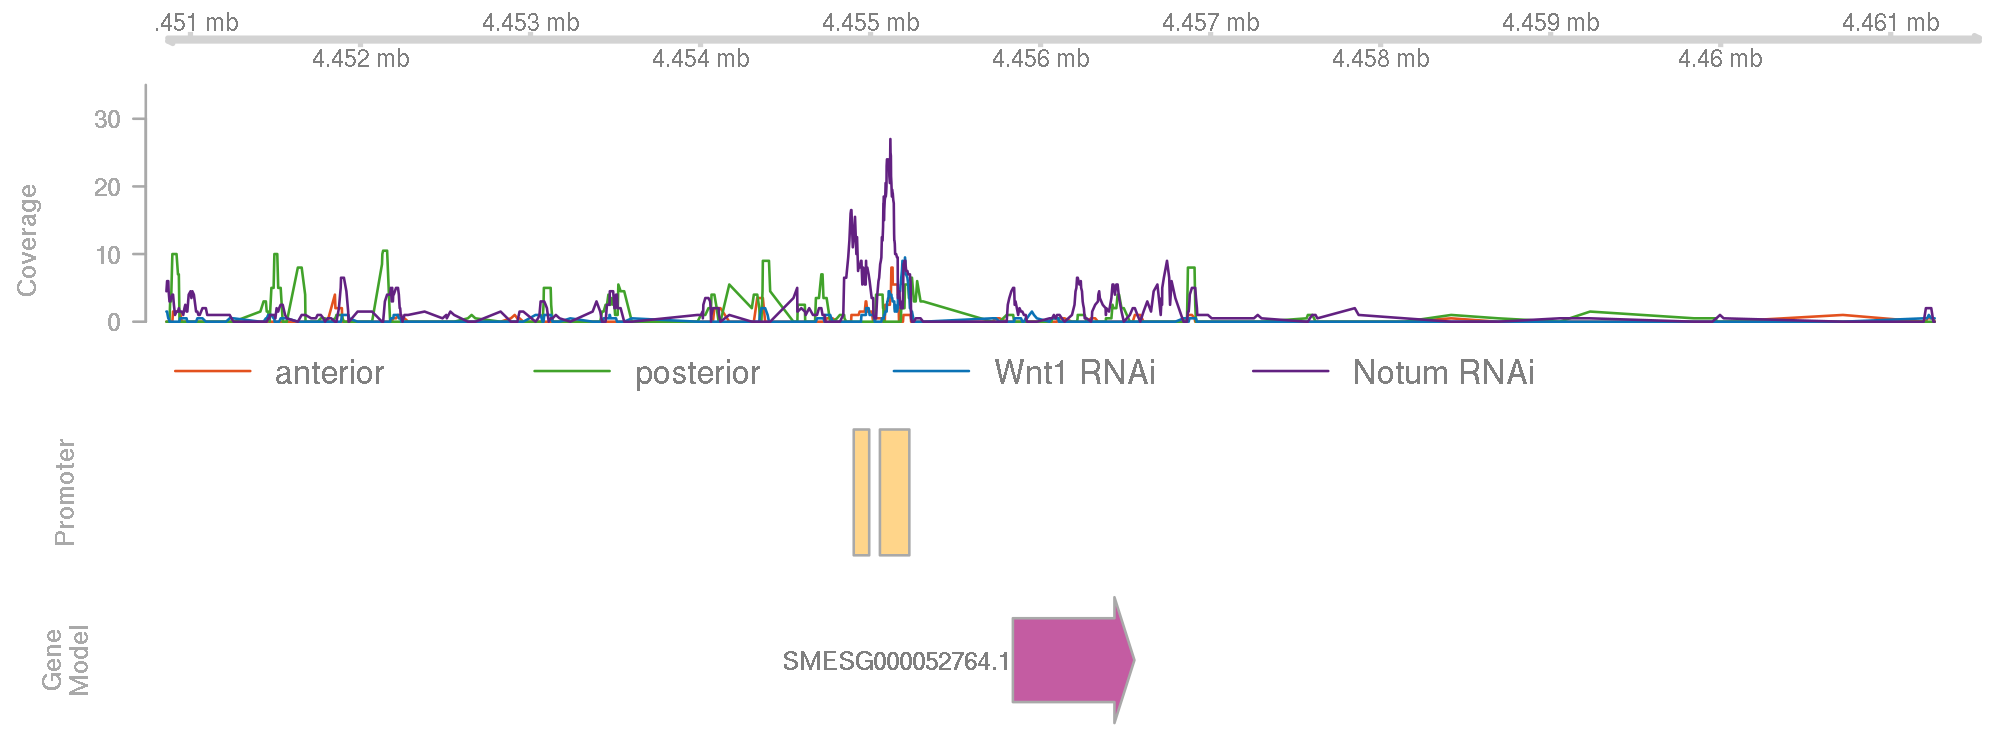 .451 mb 4.453 mb 4.455 mb 4.457 mb 4.459 mb 4.461 mb
4.452 mb 4.454 mb 4.456 mb 4.458 mb 4.46 mb
Coverage
30
20
10
0
anterior posterior Wnt1 RNAi Notum RNAi
Promoter
Gene
Model
SMESG000052764.1